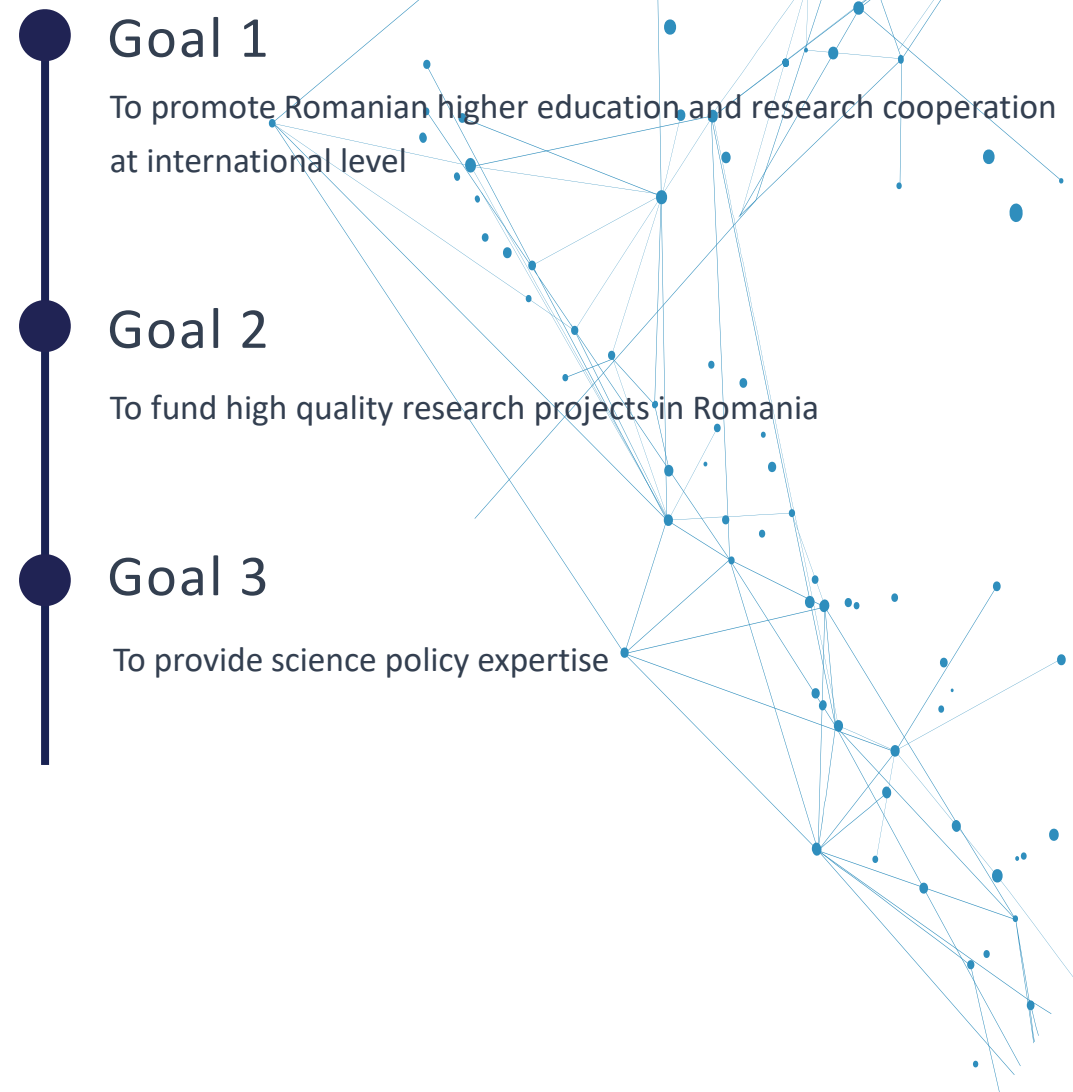 Goal 1
To promote Romanian higher education and research cooperation
at international level
Goal 2
To fund high quality research projects in Romania
Goal 3
To provide science policy expertise